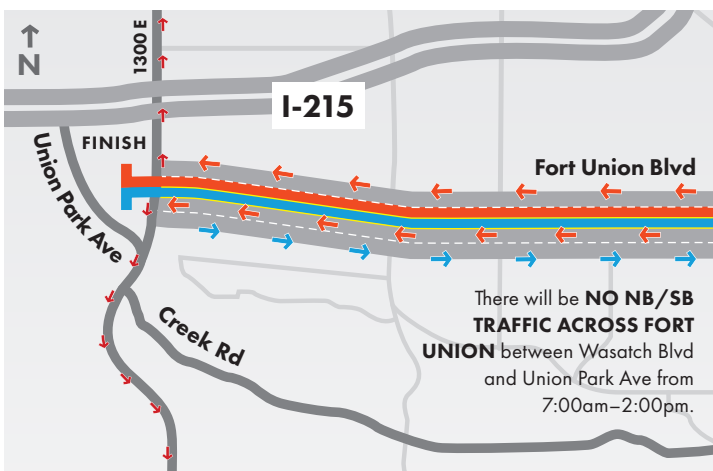 N
1300 E
I-215
FINISH
Union Park Ave
Fort Union Blvd
Creek Rd
There will be NO NB/SB
TRAFFIC ACROSS FORT
UNION between Wasatch Blvd
and Union Park Ave from
7:00am–2:00pm.